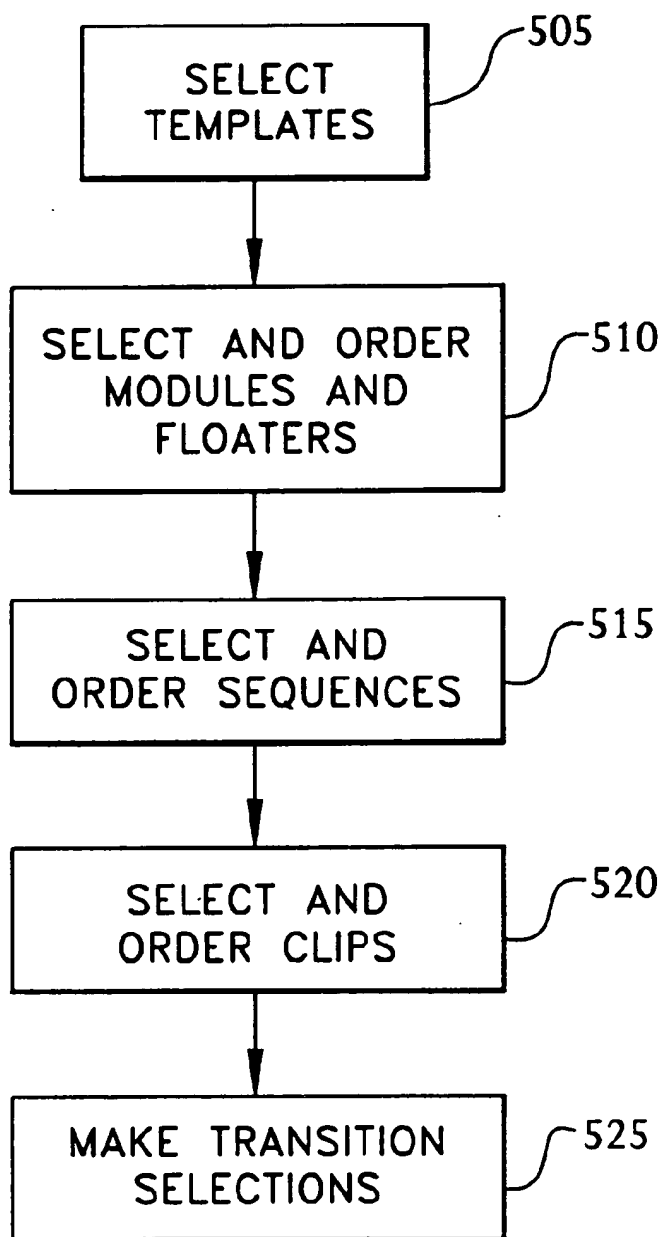 505
SELECT
TEMPLATES
510
SELECT AND ORDER
MODULES AND
FLOATERS
515
SELECT AND
ORDER SEQUENCES
520
SELECT AND
ORDER CLIPS
525
MAKE TRANSITION
SELECTIONS